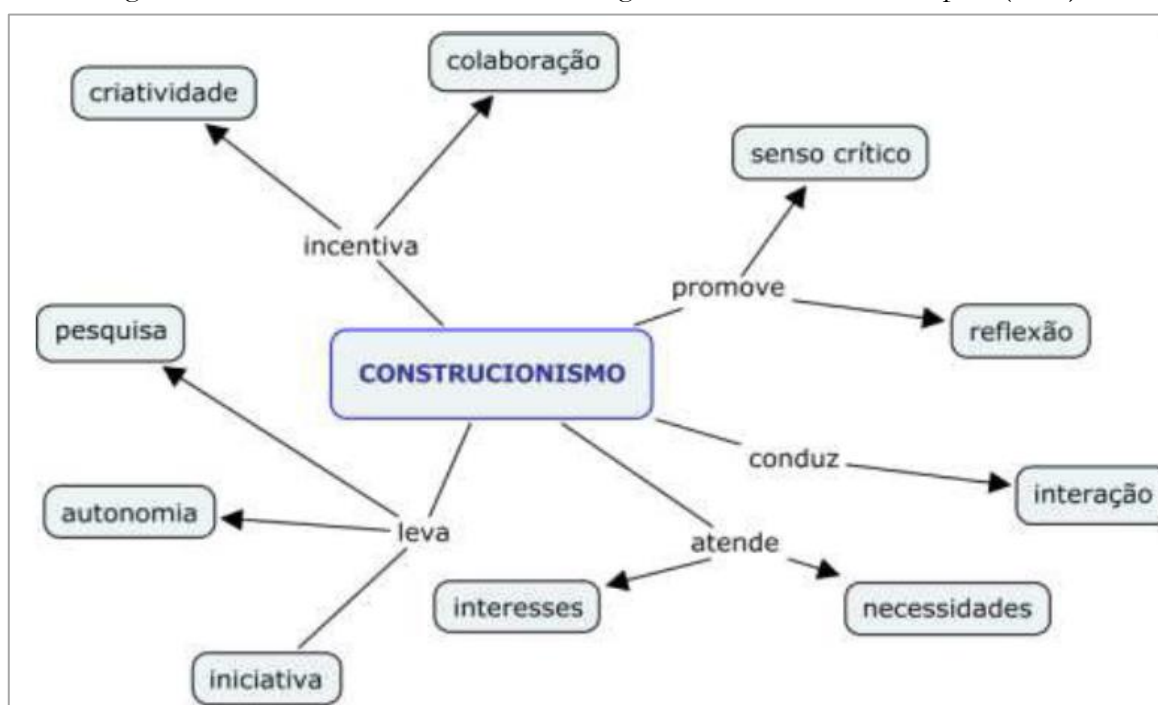 colaboração
criatividade
senso crítico
incentiva
promove
pesquisa
reflexão
CONSTRUCIONISMO
conduz
interação
autonomia
leva
atende
interesses
necessidades
iniciativa